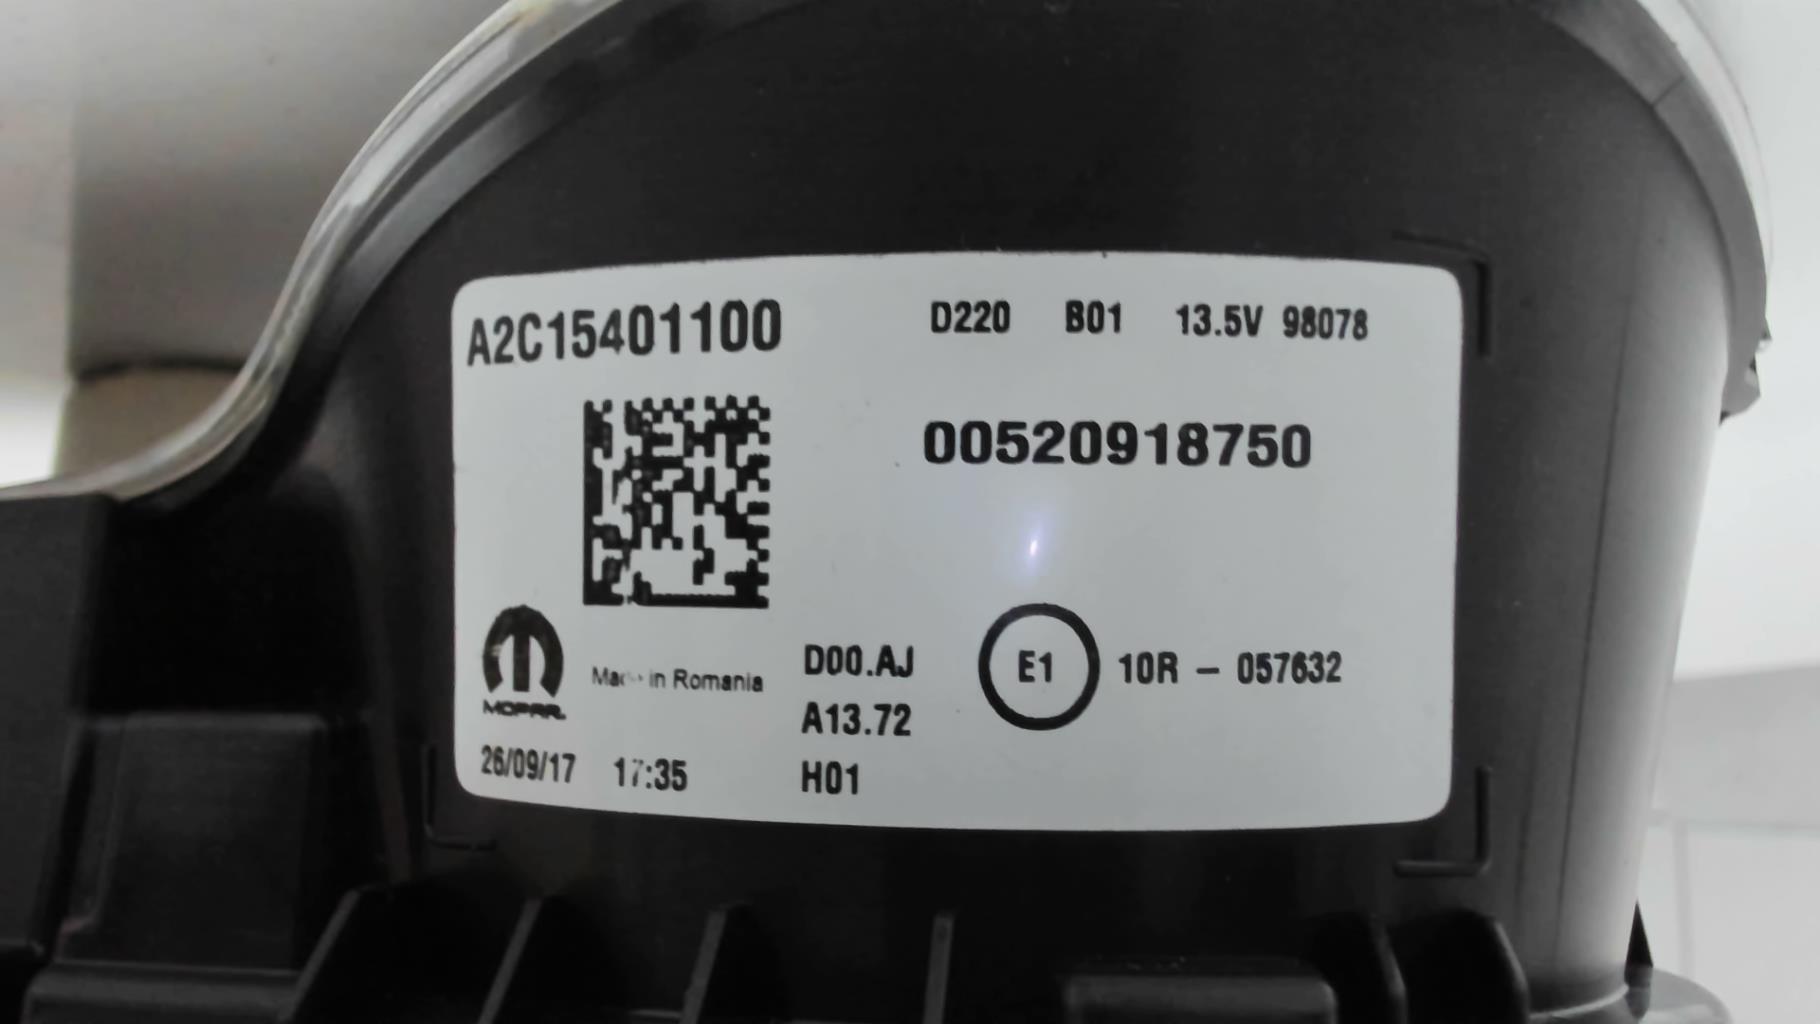 A2C15401100
D220 B01 13.5V 98078
00520918750
MOPAR
Made in Romania
D00.AJ
A13.72
H01
E1 10R - 057632
26/09/17 17:35